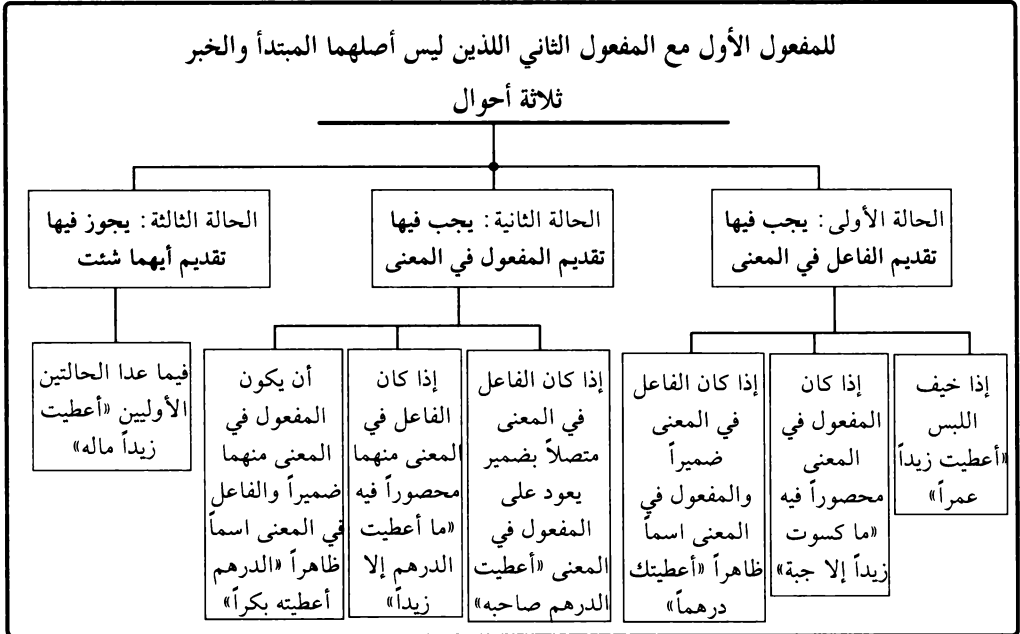 للمفعول الأول مع المفعول الثاني اللذين ليس أصلهما المبتدأ والخبر
ثلاثة أحوال
الحالة الأولى: يجب فيها
تقديم الفاعل في المعنى
إذا خيف
اللبس
«أعطيت زيداً
عمراً»
إذا كان
المفعول في
المعنى
محصوراً فيه
«ما كسوت
زيداً إلا جبة»
إذا كان الفاعل
في المعنى
ضميراً
والمفعول في
المعنى اسماً
ظاهراً «أعطيتك
درهماً»
الحالة الثانية: يجب فيها
تقديم المفعول في المعنى
إذا كان الفاعل
في المعنى
متصلاً بضمير
يعود على
المفعول في
المعنى «أعطيت
الدرهم صاحبه»
إذا كان
الفاعل في
المعنى منهما
محصوراً فيه
«ما أعطيت
الدرهم إلا
زيداً»
أن يكون
المفعول في
المعنى منهما
ضميراً والفاعل
في المعنى اسماً
ظاهراً «الدرهم
أعطيته بكراً»
الحالة الثالثة: يجوز فيها
تقديم أيهما شئت
فيما عدا الحالتين
الأوليين «أعطيت
زيداً ماله»